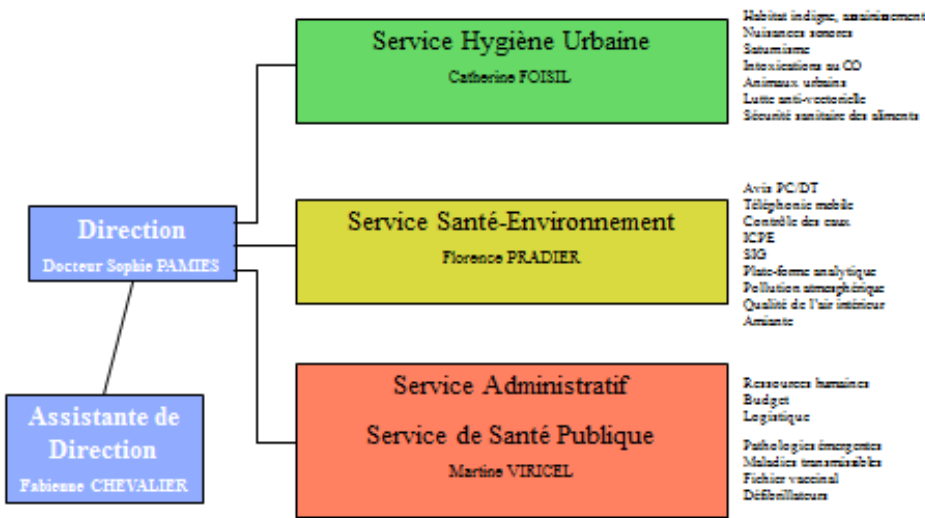 Service Hygiène Urbaine
Catherine FOISIL
Habitat indigne, assainissement
Nuisances sonores
Saturnisme
Intoxications au CO
Animaux urbains
Lutte anti-vectorielle
Sécurité sanitaire des aliments
Direction
Docteur Sophie PAMIES
Service Santé-Environnement
Florence PRADIER
Avis PC/DT
Téléphonie mobile
Contrôle des eaux
ICPE
SIG
Plate-forme analytique
Pollution atmosphérique
Qualité de l'air intérieur
Amiante
Assistante de
Direction
Fabienne CHEVALIER
Service Administratif
Service de Santé Publique
Martine VIRICEL
Ressources humaines
Budget
Logistique
Pathologies émergentes
Maladies transmissibles
Fichier vaccinal
Défibrillateurs